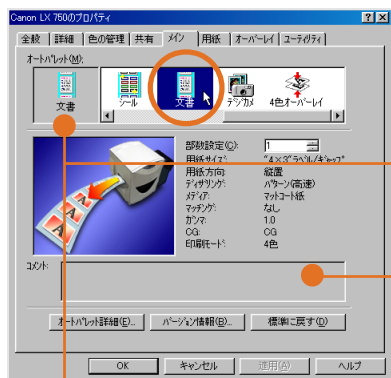 Canon LX 750のプロパティ
全般 詳細 色の管理 共有 メイン 用紙 オーバーレイ ユーティリティ
オートパレット(M):
文書 シール 文書 デジカメ 4色オーバーレイ
部数設定(C): 1
用紙サイズ: "4×3"ラベル/ギャップ"
用紙方向: 縦置
ディザリング: パターン(高速)
メディア: マットコート紙
マッチング: なし
ガンマ: 1.0
CG: CG
印刷モード: 4色
コメント:
オートパレット詳細(E)... バージョン情報(B)... 標準に戻す(D)
OK キャンセル 適用(A) ヘルプ